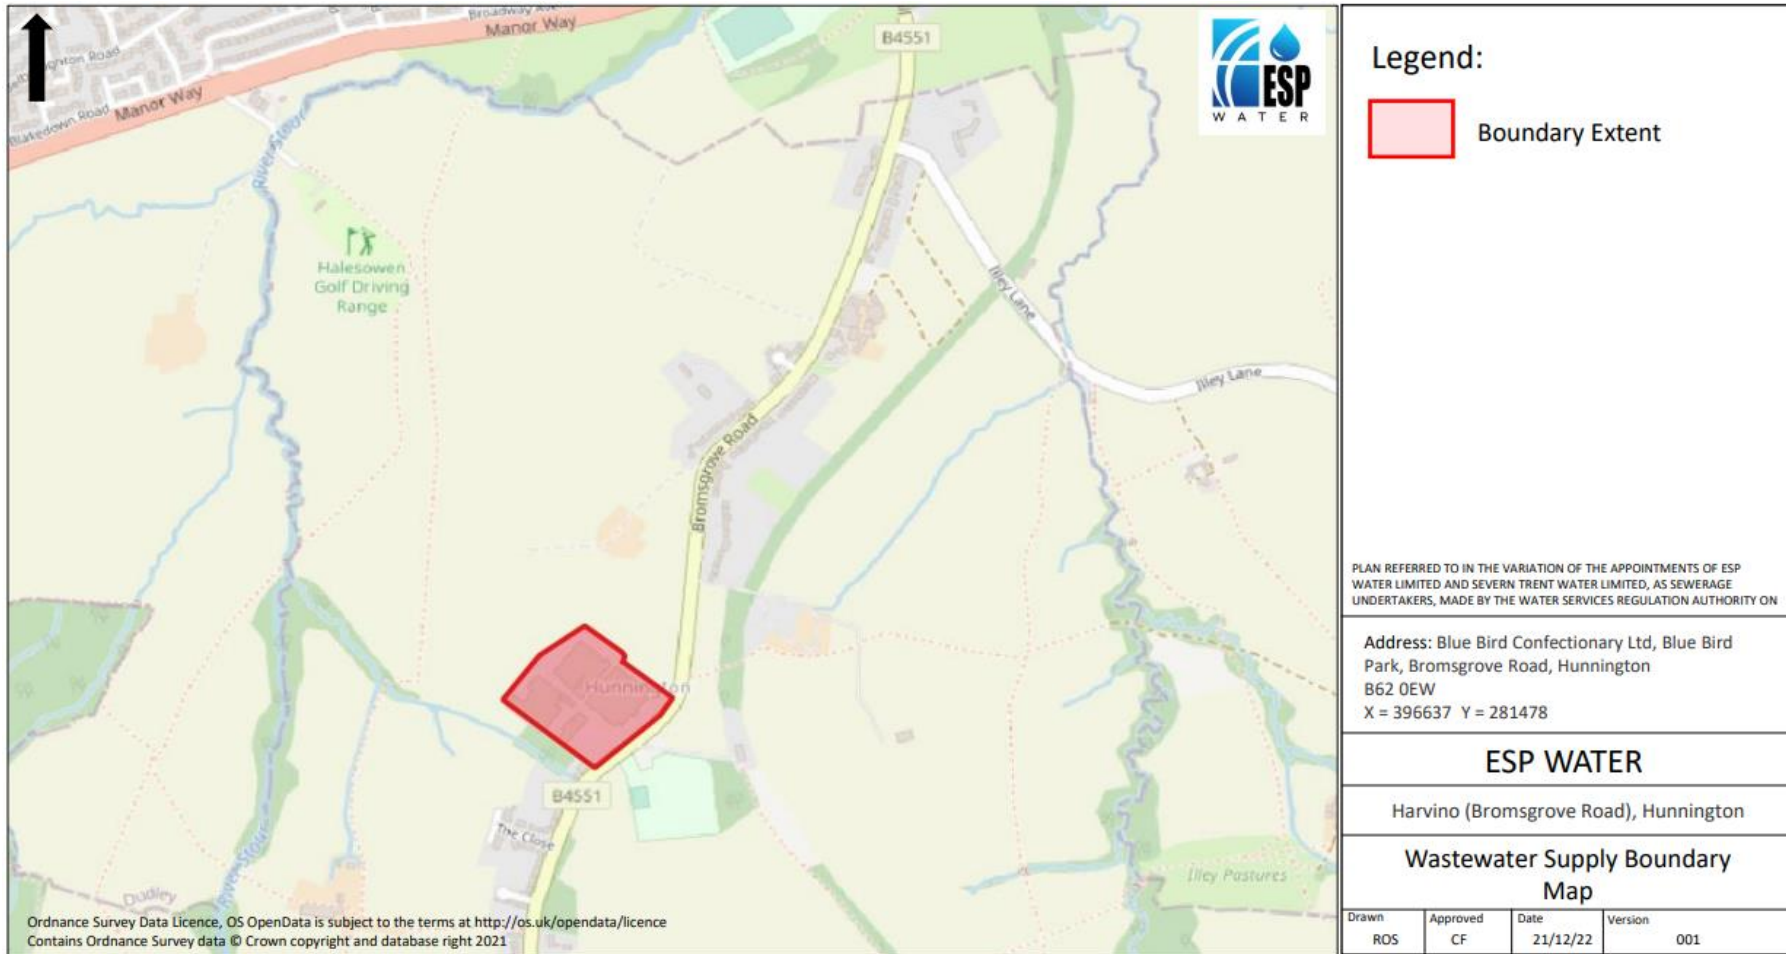 Broadway Av
Manor Way
B4551
ESP
WATER
ghton Road
Manor Way
Blakedown Road
River Stour
Halesowen
Golf Driving
Range
Illey Lane
Illey Lane
Bromsgrove Road
Hunnington
B4551
The Close
River Stour
Dudley
Illey Pastures
Ordnance Survey Data Licence, OS OpenData is subject to the terms at http://os.uk/opendata/licence
Contains Ordnance Survey data © Crown copyright and database right 2021
Legend:
Boundary Extent
PLAN REFERRED TO IN THE VARIATION OF THE APPOINTMENTS OF ESP
WATER LIMITED AND SEVERN TRENT WATER LIMITED, AS SEWERAGE
UNDERTAKERS, MADE BY THE WATER SERVICES REGULATION AUTHORITY ON
Address: Blue Bird Confectionary Ltd, Blue Bird
Park, Bromsgrove Road, Hunnington
B62 0EW
X = 396637 Y = 281478
ESP WATER
Harvino (Bromsgrove Road), Hunnington
Wastewater Supply Boundary
Map
Drawn Approved Date Version
ROS CF 21/12/22 001